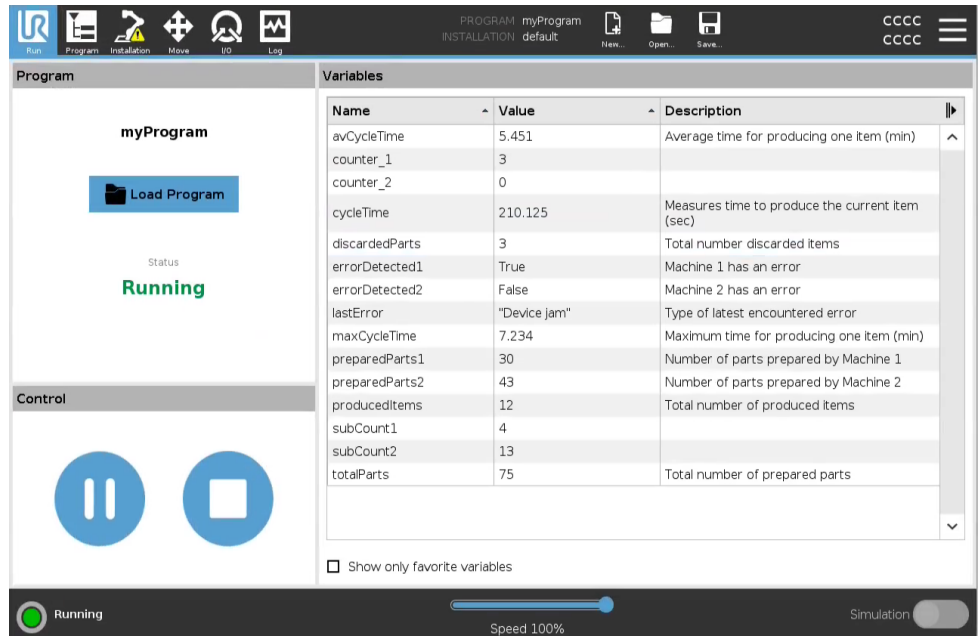 UR
Run
Program
Installation
Move
I/O
Log
PROGRAM myProgram
INSTALLATION default
New...
Open...
Save...
CCCC
CCCC
Program
myProgram
Load Program
Status
Running
Control
Variables
Name Value Description
avCycleTime 5.451 Average time for producing one item (min)
counter_1 3
counter_2 0
cycleTime 210.125 Measures time to produce the current item
(sec)
discardedParts 3 Total number discarded items
errorDetected1 True Machine 1 has an error
errorDetected2 False Machine 2 has an error
lastError "Device jam" Type of latest encountered error
maxCycleTime 7.234 Maximum time for producing one item (min)
preparedParts1 30 Number of parts prepared by Machine 1
preparedParts2 43 Number of parts prepared by Machine 2
producedItems 12 Total number of produced items
subCount1 4
subCount2 13
totalParts 75 Total number of prepared parts
Show only favorite variables
Running
Speed 100%
Simulation